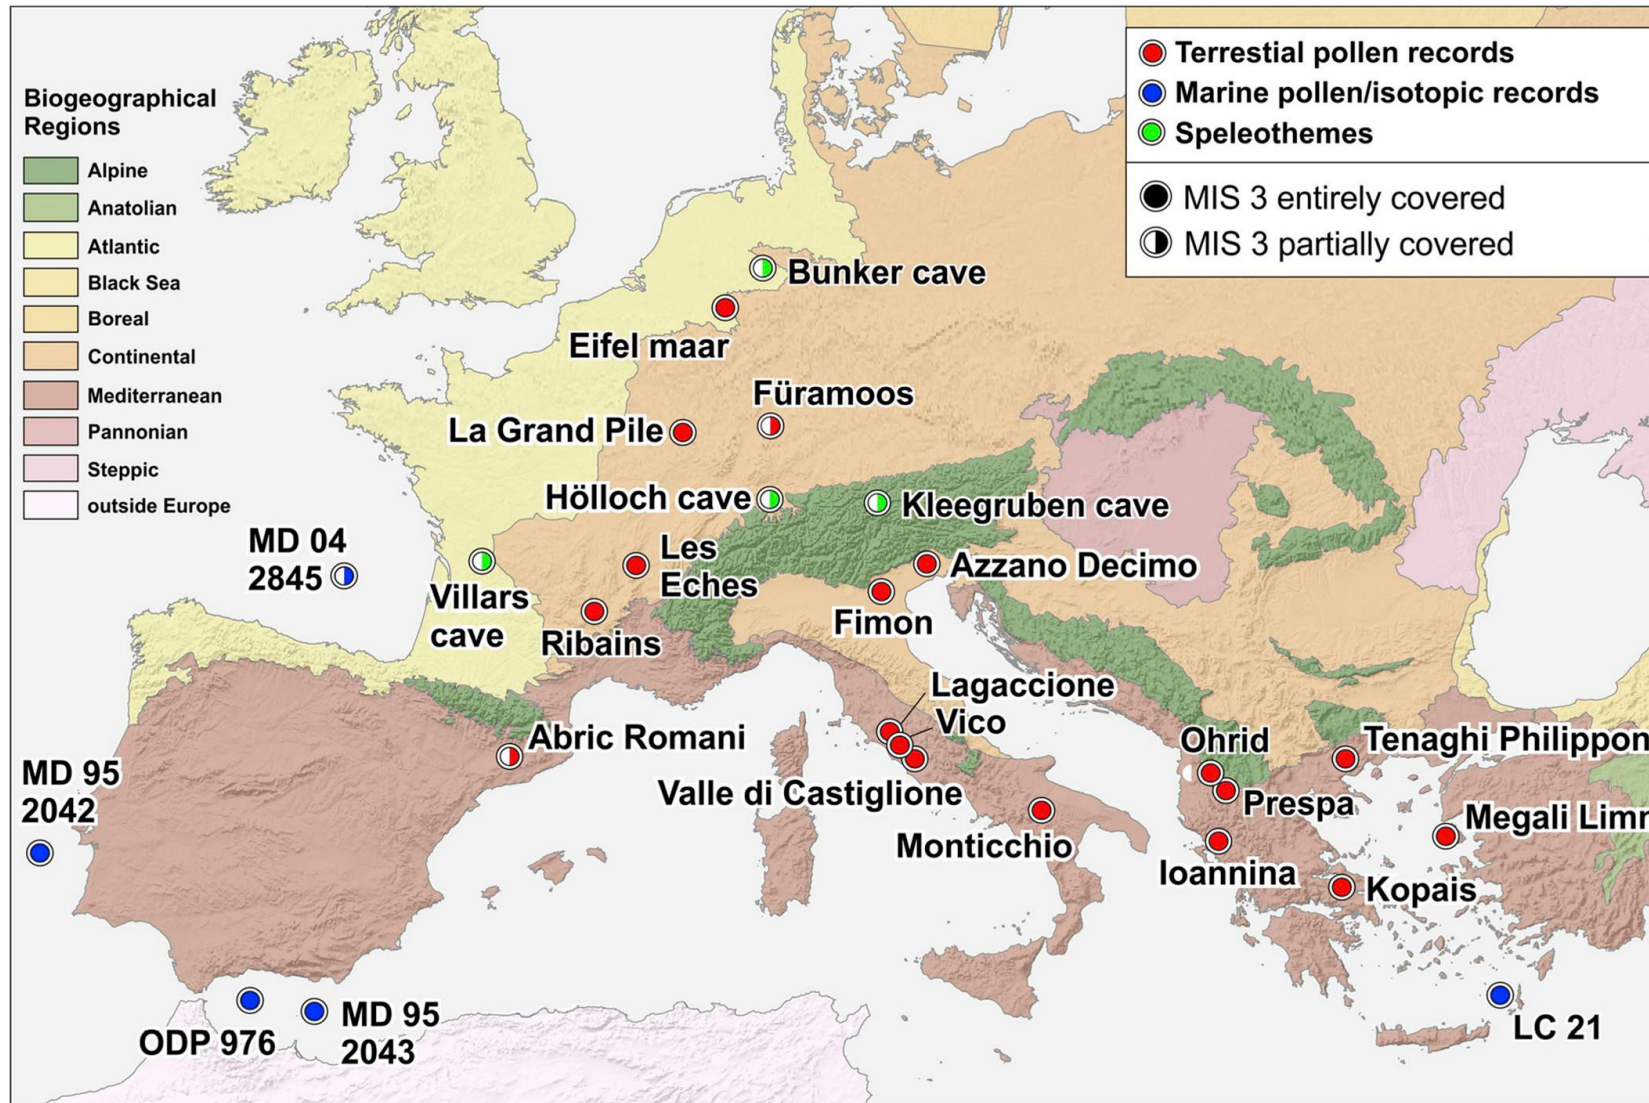 Biogeographical
Regions
Alpine
Anatolian
Atlantic
Black Sea
Boreal
Continental
Mediterranean
Pannonian
Steppic
outside Europe
Terrestial pollen records
Marine pollen/isotopic records
Speleothemes
MIS 3 entirely covered
MIS 3 partially covered
Bunker cave
Eifel maar
Füramoos
La Grand Pile
Hölloch cave
Kleegruben cave
MD 04
2845
Les
Eches
Azzano Decimo
Villars
cave
Ribains
Fimon
Lagaccione
Vico
Abric Romani
Ohrid
Tenaghi Philippon
MD 95
2042
Valle di Castiglione
Prespa
Megali Limn
Monticchio
Ioannina
Kopais
ODP 976
MD 95
2043
LC 21